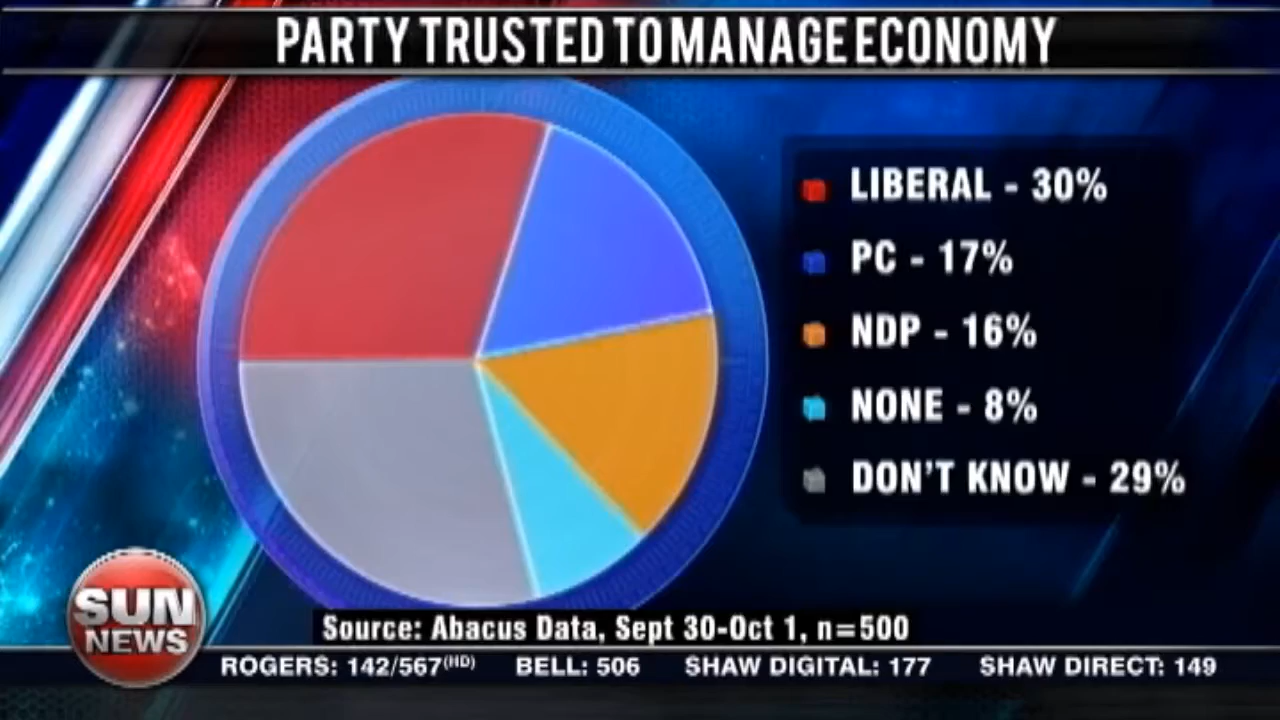 PARTY TRUSTED TO MANAGE ECONOMY
LIBERAL - 30%
PC - 17%
NDP - 16%
NONE - 8%
DON'T KNOW - 29%
SUN
NEWS
Source: Abacus Data, Sept 30-Oct 1, n=500
ROGERS: 142/567(HD) BELL: 506 SHAW DIGITAL: 177 SHAW DIRECT: 149